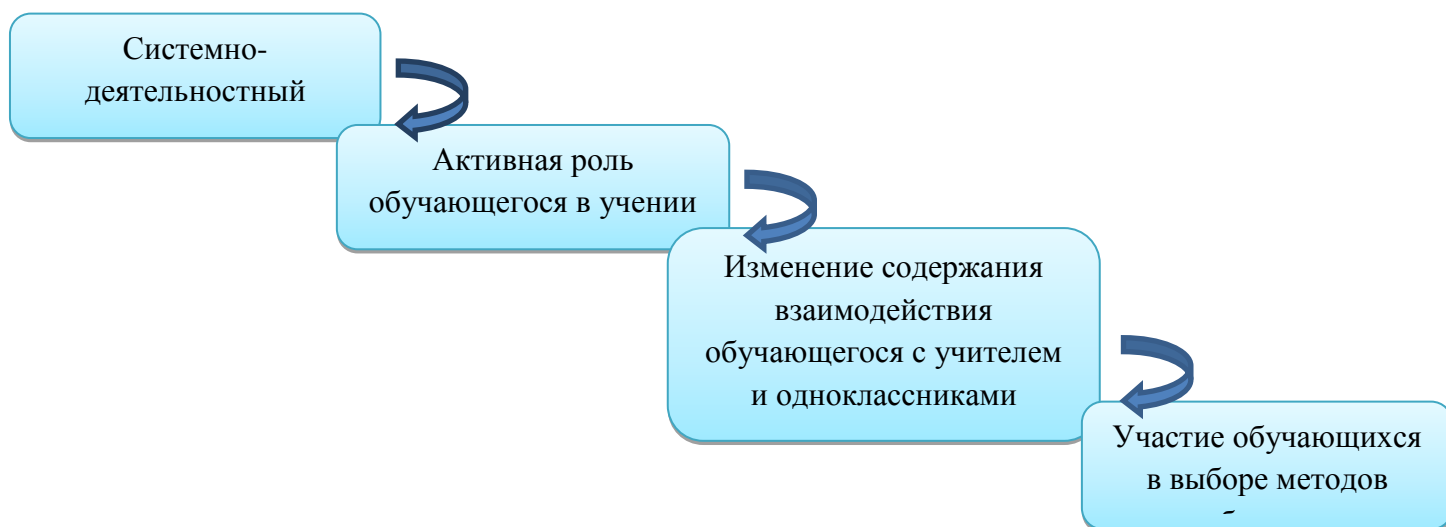 Системно-
деятельностный
Активная роль
обучающегося в учении
Изменение содержания
взаимодействия
обучающегося с учителем
и одноклассниками
Участие обучающихся
в выборе методов